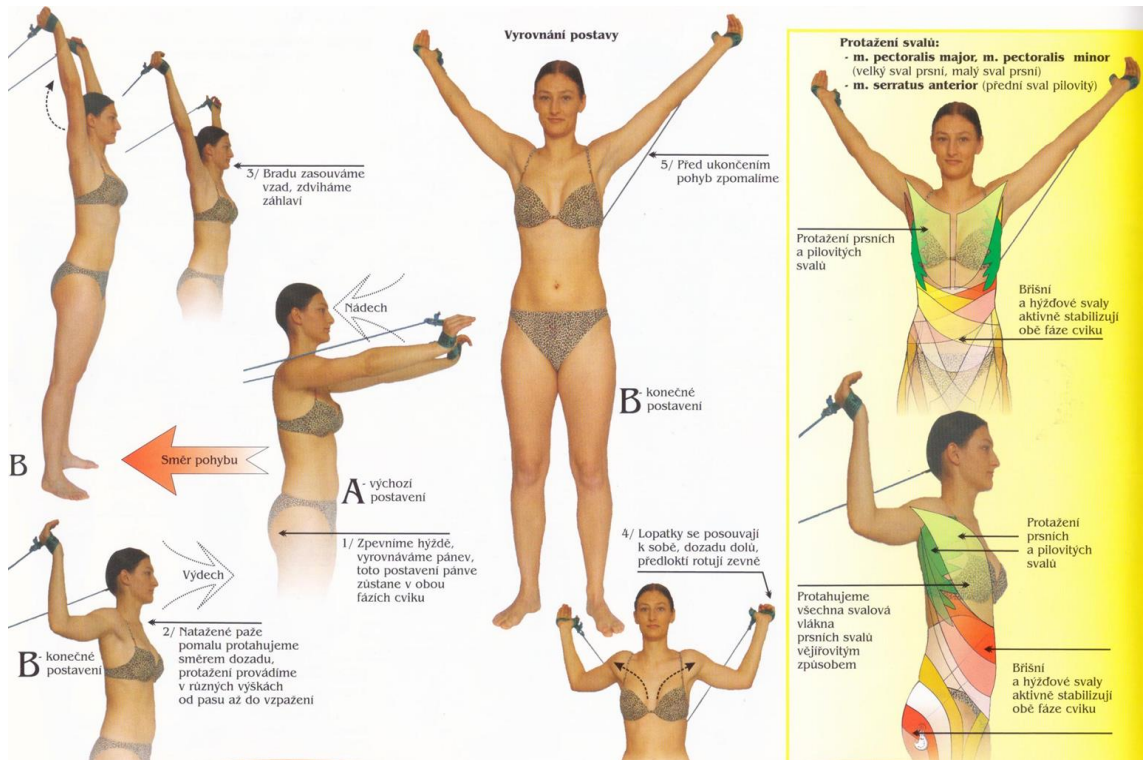 Vyrovnání postavy
3/ Bradu zasouváme
vzad, zdviháme
záhlaví
5/ Před ukončením
pohyb zpomalíme
Nádech
B- konečné
postavení
B
Směr pohybu
A- výchozí
postavení
1/ Zpevníme hýždě,
vyrovnáváme pánev,
toto postavení pánve
zůstane v obou
fázích cviku
Výdech
B- konečné
postavení
2/ Natažené paže
pomalu protahujeme
směrem dozadu,
protažení provádíme
v různých výškách
od pasu až do vzpažení
4/ Lopatky se posouvají
k sobě, dozadu dolů,
předloktí rotují zevně
Protažení svalů:
- m. pectoralis major, m. pectoralis minor
(velký sval prsní, malý sval prsní)
- m. serratus anterior (přední sval pilovitý)
Protažení prsních
a pilovitých
svalů
Břišní
a hýžďové svaly
aktivně stabilizují
obě fáze cviku
Protažení
prsních
a pilovitých
svalů
Protahujeme
všechna svalová
vlákna
prsních svalů
vějířovitým
způsobem
Břišní
a hýžďové svaly
aktivně stabilizují
obě fáze cviku